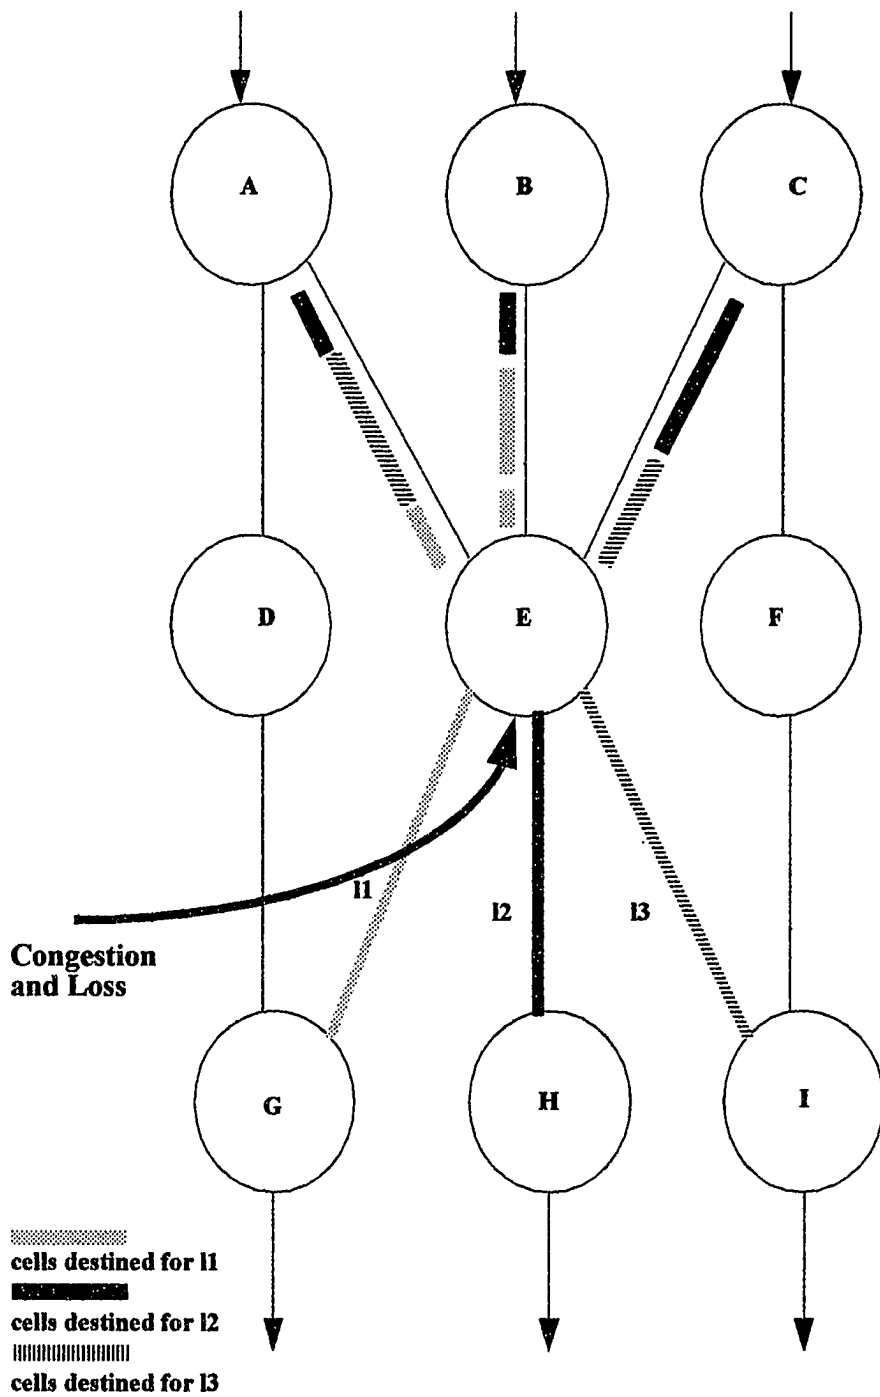 A
B
C
D
E
F
l1
l2
l3
Congestion
and Loss
G
H
I
cells destined for l1
cells destined for l2
cells destined for l3